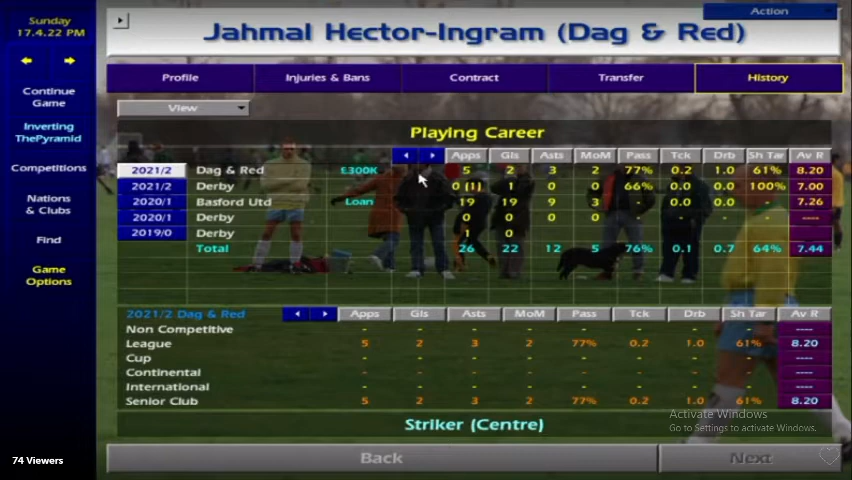 Sunday
17.4.22 PM
Action
Jahmal Hector-Ingram (Dag & Red)
Profile Injuries & Bans Contract Transfer History
Continue
Game
View
Inverting
ThePyramid
Playing Career
Apps Gls Asts MoM Pass Tck Drb Sh Tar Av R
Competitions
2021/2 Dag & Red £300K 5 2 3 2 77% 0.2 1.0 61% 8.20
2021/2 Derby 0 (1) 1 0 0 66% 0.0 0.0 100% 7.00
Nations
& Clubs
2020/1 Basford Utd Loan 19 19 9 3 - 0.0 0.0 - 7.26
2020/1 Derby 0 0 0 0 - - - - ----
Find
2019/0 Derby 1 0
Total 26 22 12 5 76% 0.1 0.7 64% 7.44
Game
Options
2021/2 Dag & Red Apps Gls Asts MoM Pass Tck Drb Sh Tar Av R
Non Competitive - - - - - - - - ----
League 5 2 3 2 77% 0.2 1.0 61% 8.20
Cup - - - - - - - - ----
Continental - - - - - - - - ----
International - - - - - - - - ----
Senior Club 5 2 3 2 77% 0.2 1.0 61% 8.20
Activate Windows
Go to Settings to activate Windows.
Striker (Centre)
74 Viewers
Back Next